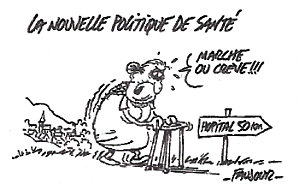 LA NOUVELLE POLITIQUE DE SANTÉ
MARCHE
OU CRÈVE!!!
HOPITAL 50 KM
FAUJOUR